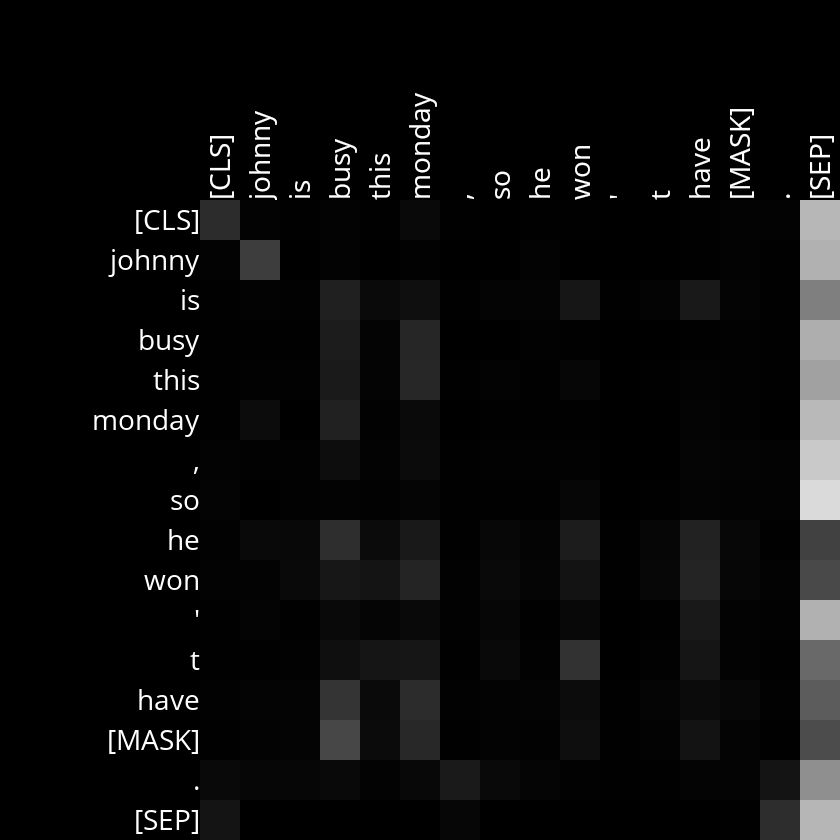 [CLS] johnny is busy this monday , so he won ' t have [MASK] . [SEP]
[CLS]
johnny
is
busy
this
monday
,
so
he
won
'
t
have
[MASK]
.
[SEP]